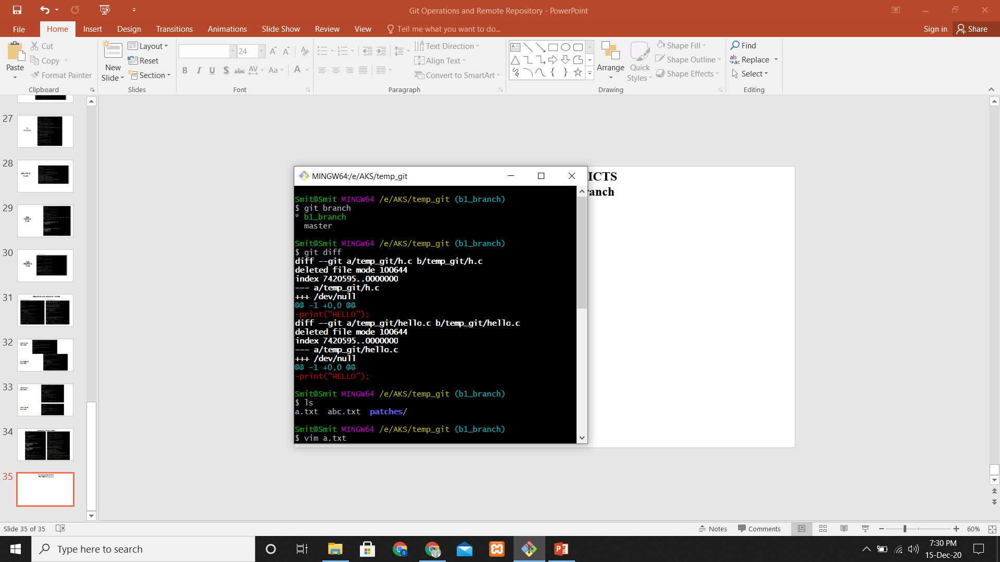 Git Operations and Remote Repository - PowerPoint
File Home Insert Design Transitions Animations Slide Show Review View Tell me what you want to do... Sign in Share
Paste
Cut
Copy
Format Painter
Clipboard
New Slide
Layout
Reset
Section
Slides
24
B I U S abc AV Aa A
Font
Text Direction
Align Text
Convert to SmartArt
Paragraph
Arrange
Quick Styles
Shape Fill
Shape Outline
Shape Effects
Drawing
Find
Replace
Select
Editing
27
28
29
30
31
32
33
34
35
ICTS
ranch
MINGW64:/e/AKS/temp_git
Smit@Smit MINGW64 /e/AKS/temp_git (b1_branch)
$ git branch
* b1_branch
master
Smit@Smit MINGW64 /e/AKS/temp_git (b1_branch)
$ git diff
diff --git a/temp_git/h.c b/temp_git/h.c
deleted file mode 100644
index 7420595..0000000
--- a/temp_git/h.c
+++ /dev/null
@@ -1 +0,0 @@
-print("HELLO");
diff --git a/temp_git/hello.c b/temp_git/hello.c
deleted file mode 100644
index 7420595..0000000
--- a/temp_git/hello.c
+++ /dev/null
@@ -1 +0,0 @@
-print("HELLO");
Smit@Smit MINGW64 /e/AKS/temp_git (b1_branch)
$ ls
a.txt abc.txt patches/
Smit@Smit MINGW64 /e/AKS/temp_git (b1_branch)
$ vim a.txt
Slide 35 of 35 Notes Comments 60%
Type here to search
7:30 PM
15-Dec-20